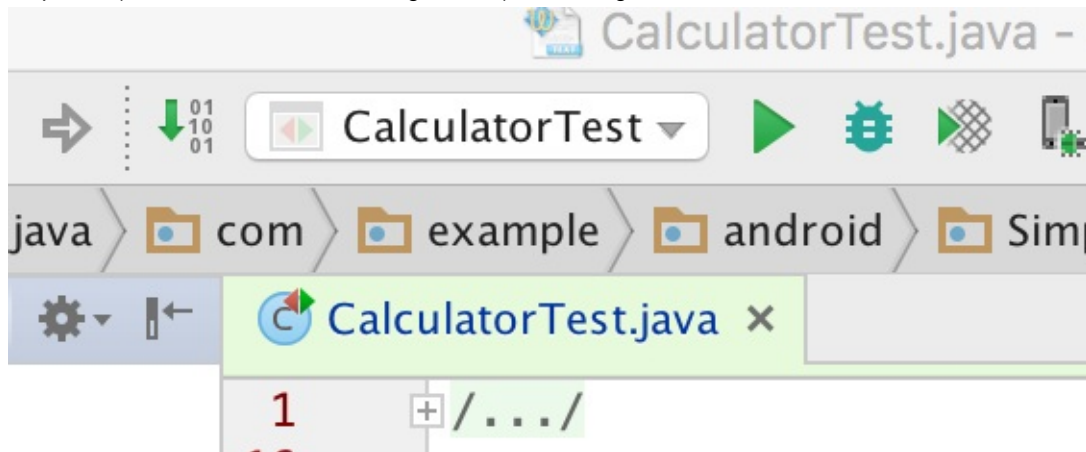 CalculatorTest.java –
01
10
01
CalculatorTest
java com example android Sim
CalculatorTest.java ×
1 /.../